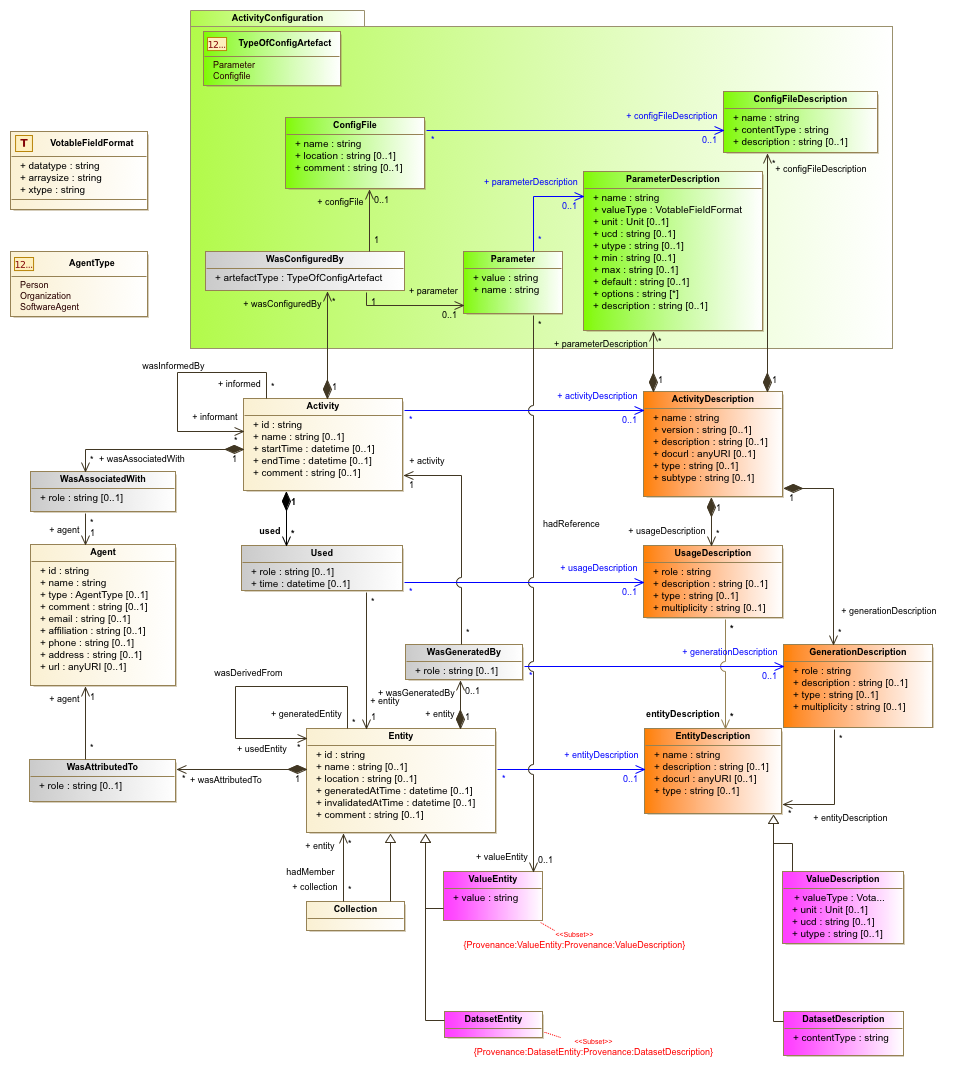 ActivityConfiguration
12... TypeOfConfigArtefact
Parameter
Configfile
ConfigFileDescription
+ name : string
+ contentType : string
+ description : string [0..1]
+ configFileDescription
*
0..1
ConfigFile
+ name : string
+ location : string [0..1]
+ comment : string [0..1]
T VotableFieldFormat
+ datatype : string
+ arraysize : string
+ xtype : string
* + configFileDescription
+ parameterDescription
0..1
ParameterDescription
+ name : string
+ valueType : VotableFieldFormat
+ unit : Unit [0..1]
+ ucd : string [0..1]
+ utype : string [0..1]
+ min : string [0..1]
+ max : string [0..1]
+ default : string [0..1]
+ options : string [*]
+ description : string [0..1]
+ configFile 0..1
1
*
12... AgentType
Person
Organization
SoftwareAgent
WasConfiguredBy
+ artefactType : TypeOfConfigArtefact
Parameter
+ value : string
+ name : string
+ wasConfiguredBy *
1
+ parameter
0..1
*
+ parameterDescription *
wasInformedBy
+ informed *
+ informant
*
1
1
1
Activity
+ id : string
+ name : string [0..1]
+ startTime : datetime [0..1]
+ endTime : datetime [0..1]
+ comment : string [0..1]
+ activityDescription
*
0..1
ActivityDescription
+ name : string
+ version : string [0..1]
+ description : string [0..1]
+ docurl : anyURI [0..1]
+ type : string [0..1]
+ subtype : string [0..1]
* + wasAssociatedWith
1
+ activity
1
WasAssociatedWith
+ role : string [0..1]
1
1
1
*
+ agent 1
used *
hadReference
+ usageDescription *
Agent
+ id : string
+ name : string
+ type : AgentType [0..1]
+ comment : string [0..1]
+ email : string [0..1]
+ affiliation : string [0..1]
+ phone : string [0..1]
+ address : string [0..1]
+ url : anyURI [0..1]
Used
+ role : string [0..1]
+ time : datetime [0..1]
+ usageDescription
*
0..1
UsageDescription
+ role : string
+ description : string [0..1]
+ type : string [0..1]
+ multiplicity : string [0..1]
*
*
*
+ generationDescription
*
WasGeneratedBy
+ role : string [0..1]
+ generationDescription
*
0..1
GenerationDescription
+ role : string
+ description : string [0..1]
+ type : string [0..1]
+ multiplicity : string [0..1]
wasDerivedFrom
+ wasGeneratedBy 0..1
+ entity
1
+ agent 1
*
+ generatedEntity *
+ usedEntity *
+ entity 1
entityDescription *
*
WasAttributedTo
+ role : string [0..1]
* + wasAttributedTo
1
Entity
+ id : string
+ name : string [0..1]
+ location : string [0..1]
+ generatedAtTime : datetime [0..1]
+ invalidatedAtTime : datetime [0..1]
+ comment : string [0..1]
+ entityDescription
*
0..1
EntityDescription
+ name : string
+ description : string [0..1]
+ docurl : anyURI [0..1]
+ type : string [0..1]
*
+ entityDescription
+ entity *
hadMember
+ collection *
+ valueEntity 0..1
Collection
ValueEntity
+ value : string
ValueDescription
+ valueType : Vota...
+ unit : Unit [0..1]
+ ucd : string [0..1]
+ utype : string [0..1]
<<Subset>>
{Provenance:ValueEntity:Provenance:ValueDescription}
DatasetEntity
DatasetDescription
+ contentType : string
<<Subset>>
{Provenance:DatasetEntity:Provenance:DatasetDescription}